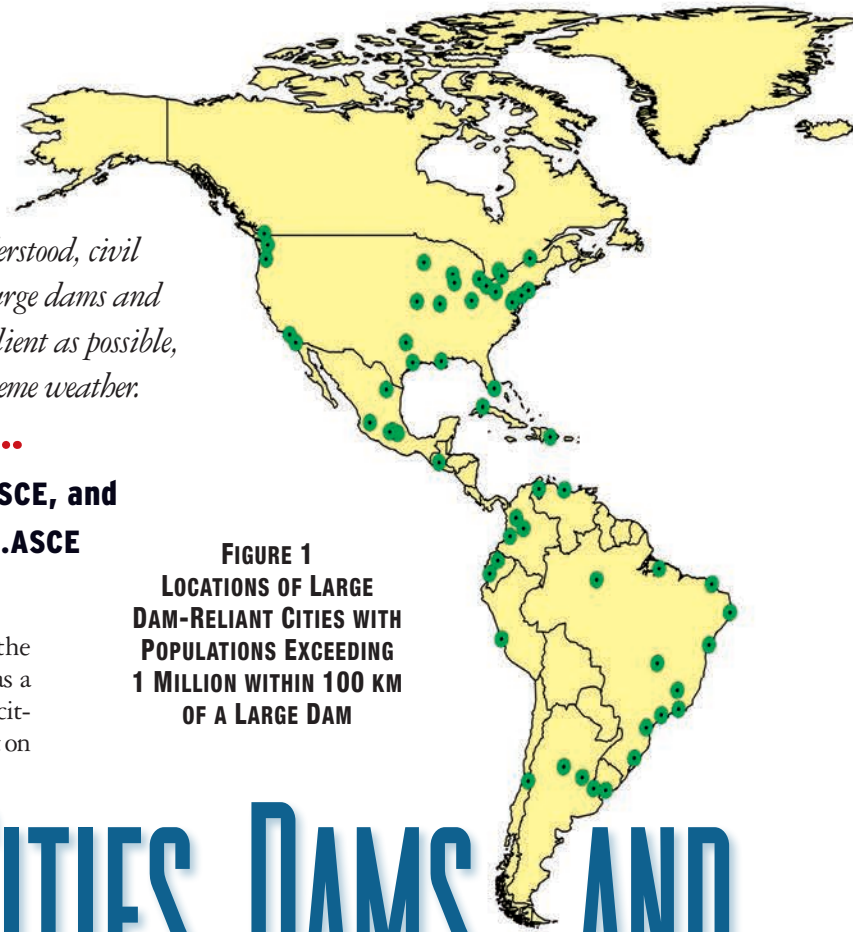 erstood, civil
arge dams and
lient as possible,
eme weather.
SCE, and
.ASCE
FIGURE 1
LOCATIONS OF LARGE
DAM-RELIANT CITIES WITH
POPULATIONS EXCEEDING
1 MILLION WITHIN 100 KM
OF A LARGE DAM
the
as a
cit-
on
ITIES, DAMS, AND